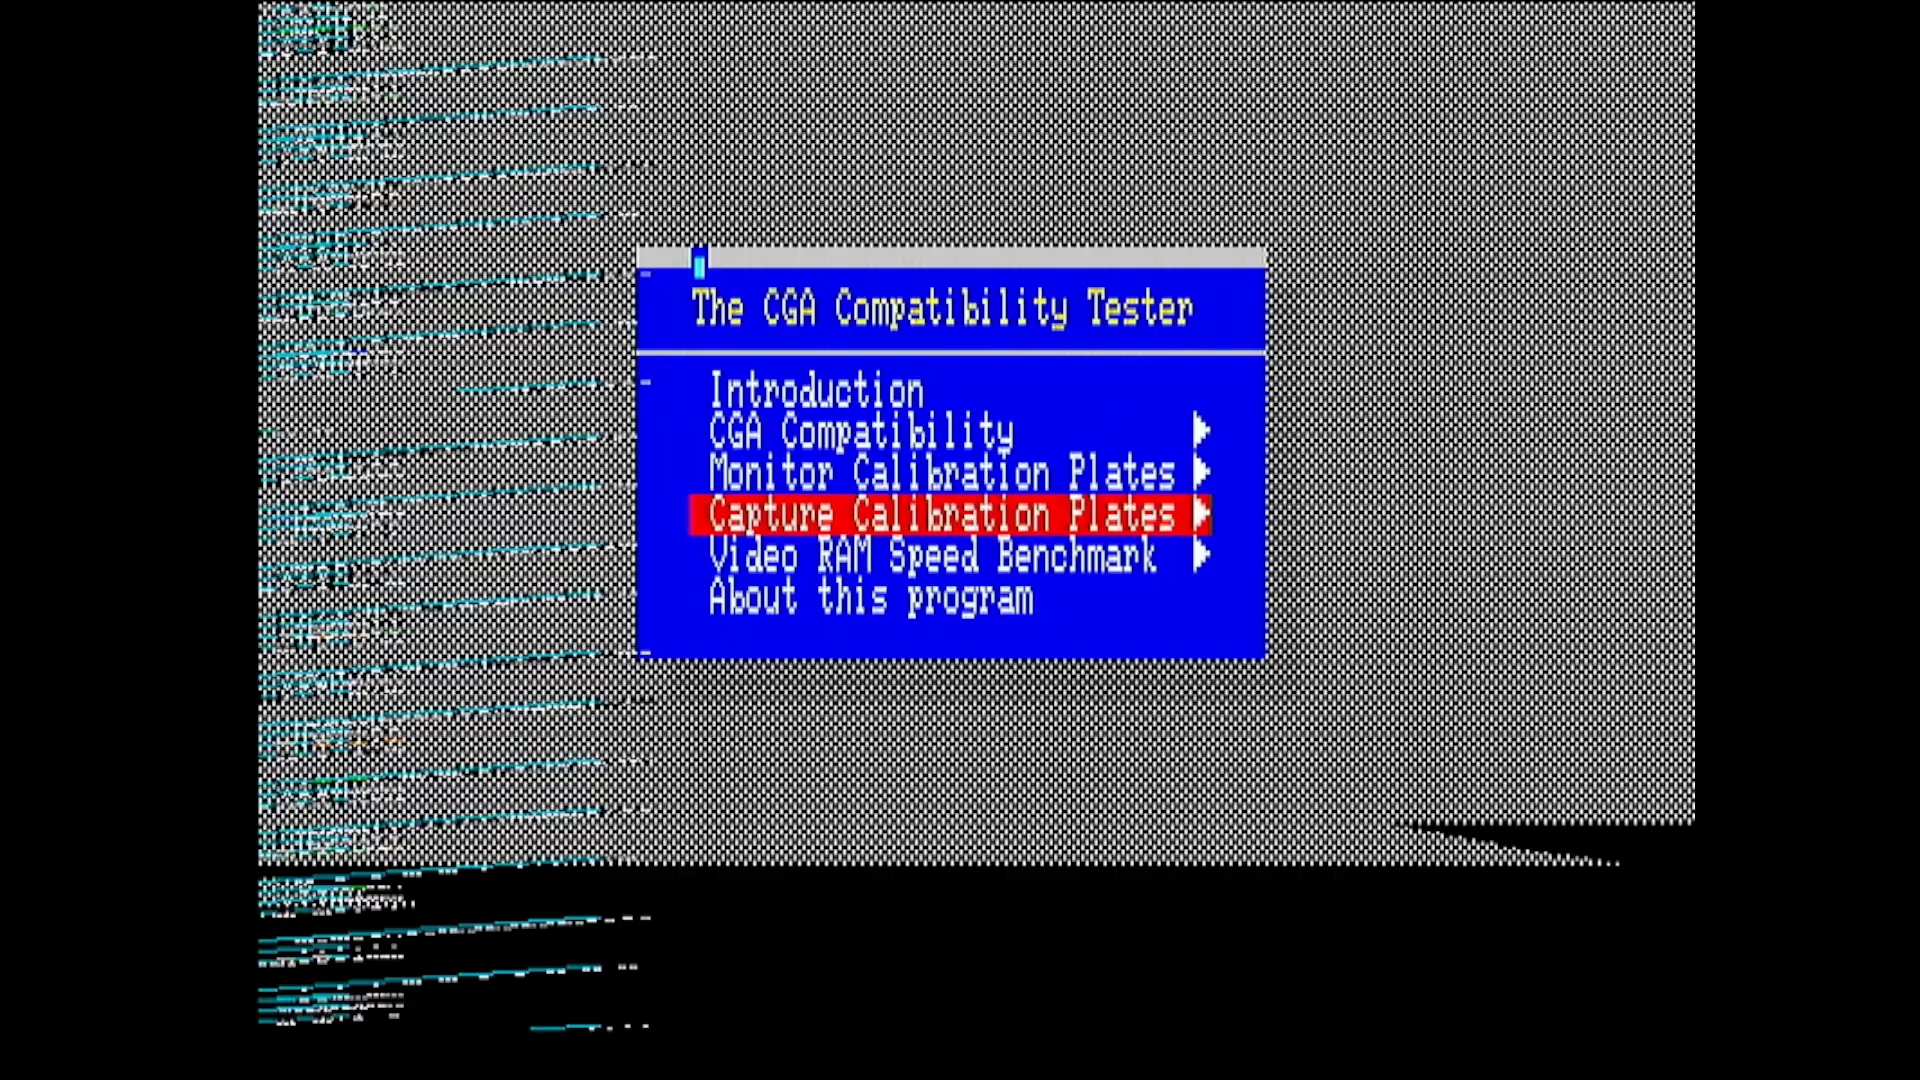 The CGA Compatibility Tester
Introduction
CGA Compatibility
Monitor Calibration Plates
Capture Calibration Plates
Video RAM Speed Benchmark
About this program